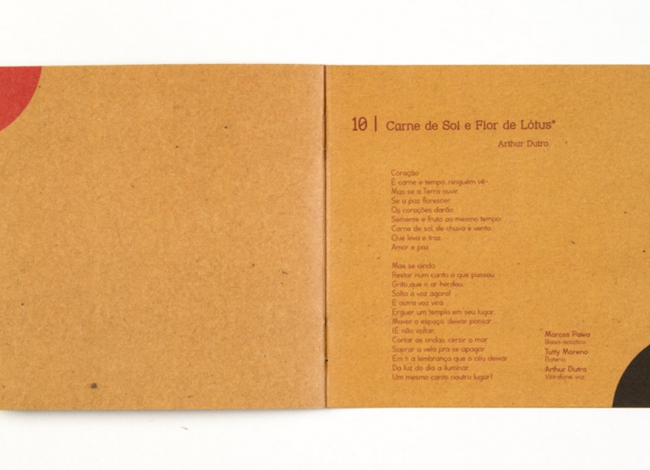 10 | Carne de Sol e Flor de Lótus*
Arthur Dutra
Coração
É carne e tempo, ninguém vê-
Mas se a Terra ouvir
Se a paz florescer
Os corações darão
Semente e fruto ao mesmo tempo
Carne de sol, de chuva e vento
Que leva e traz
Amor e paz
Mas se ainda
Restar num canto o que passou
Grito que o ar herdou
Solta a voz agora!
E outra voz virá
Erguer um templo em seu lugar
Mover o espaço, deixar pensar
(E não voltar,
Cortar as ondas, cerzir o mar
Soprar a vela pra se apagar
Em ti a lembrança que o céu deixar
Da luz do dia a iluminar
Um mesmo canto noutro lugar!
Marcos Paiva
Baixo-acústico
Tutty Moreno
Bateria
Arthur Dutra
Vibrafone, voz